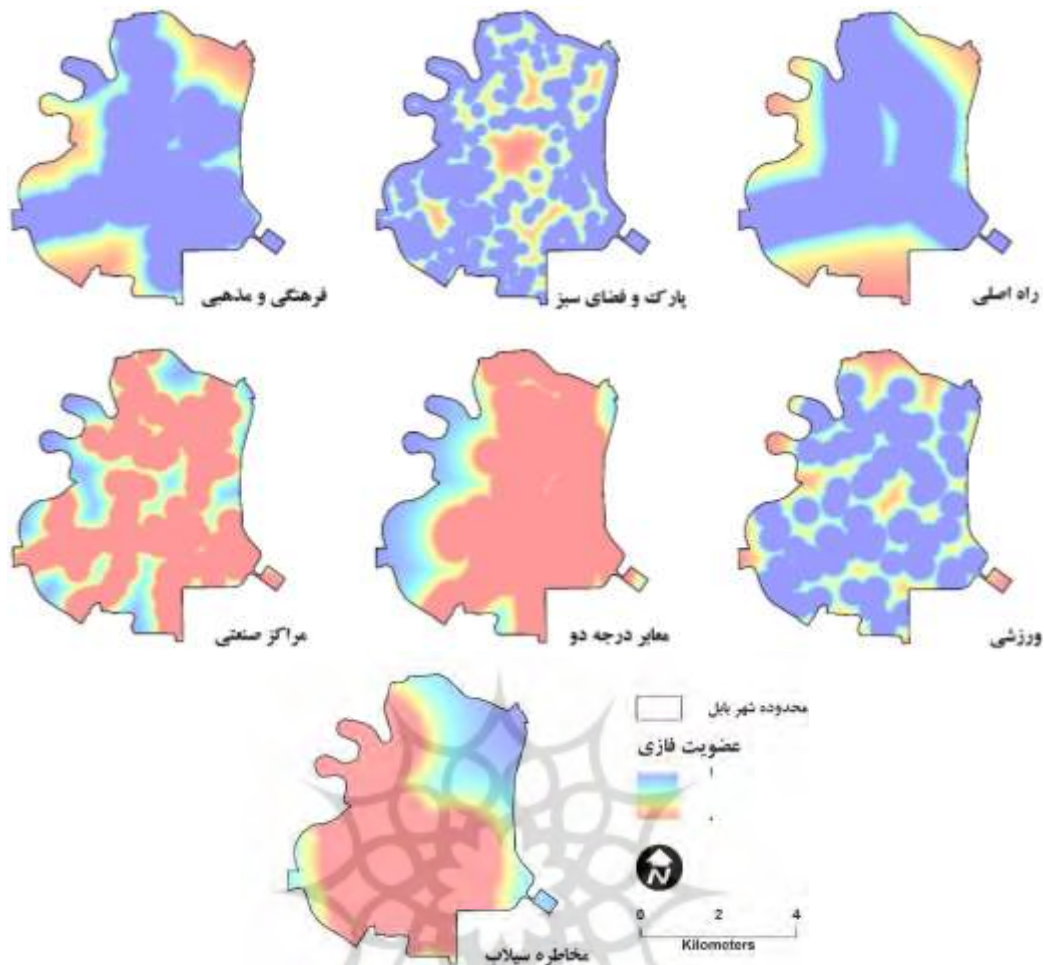 فرهنگی و مذهبی
پارک و فضای سبز
راه اصلی
مراکز صنعتی
معابر درجه دو
ورزشی
محدوده شهر بابل
عضویت فازی
۱
۰
N
0 2 4
Kilometers
مخاطره سیلاب